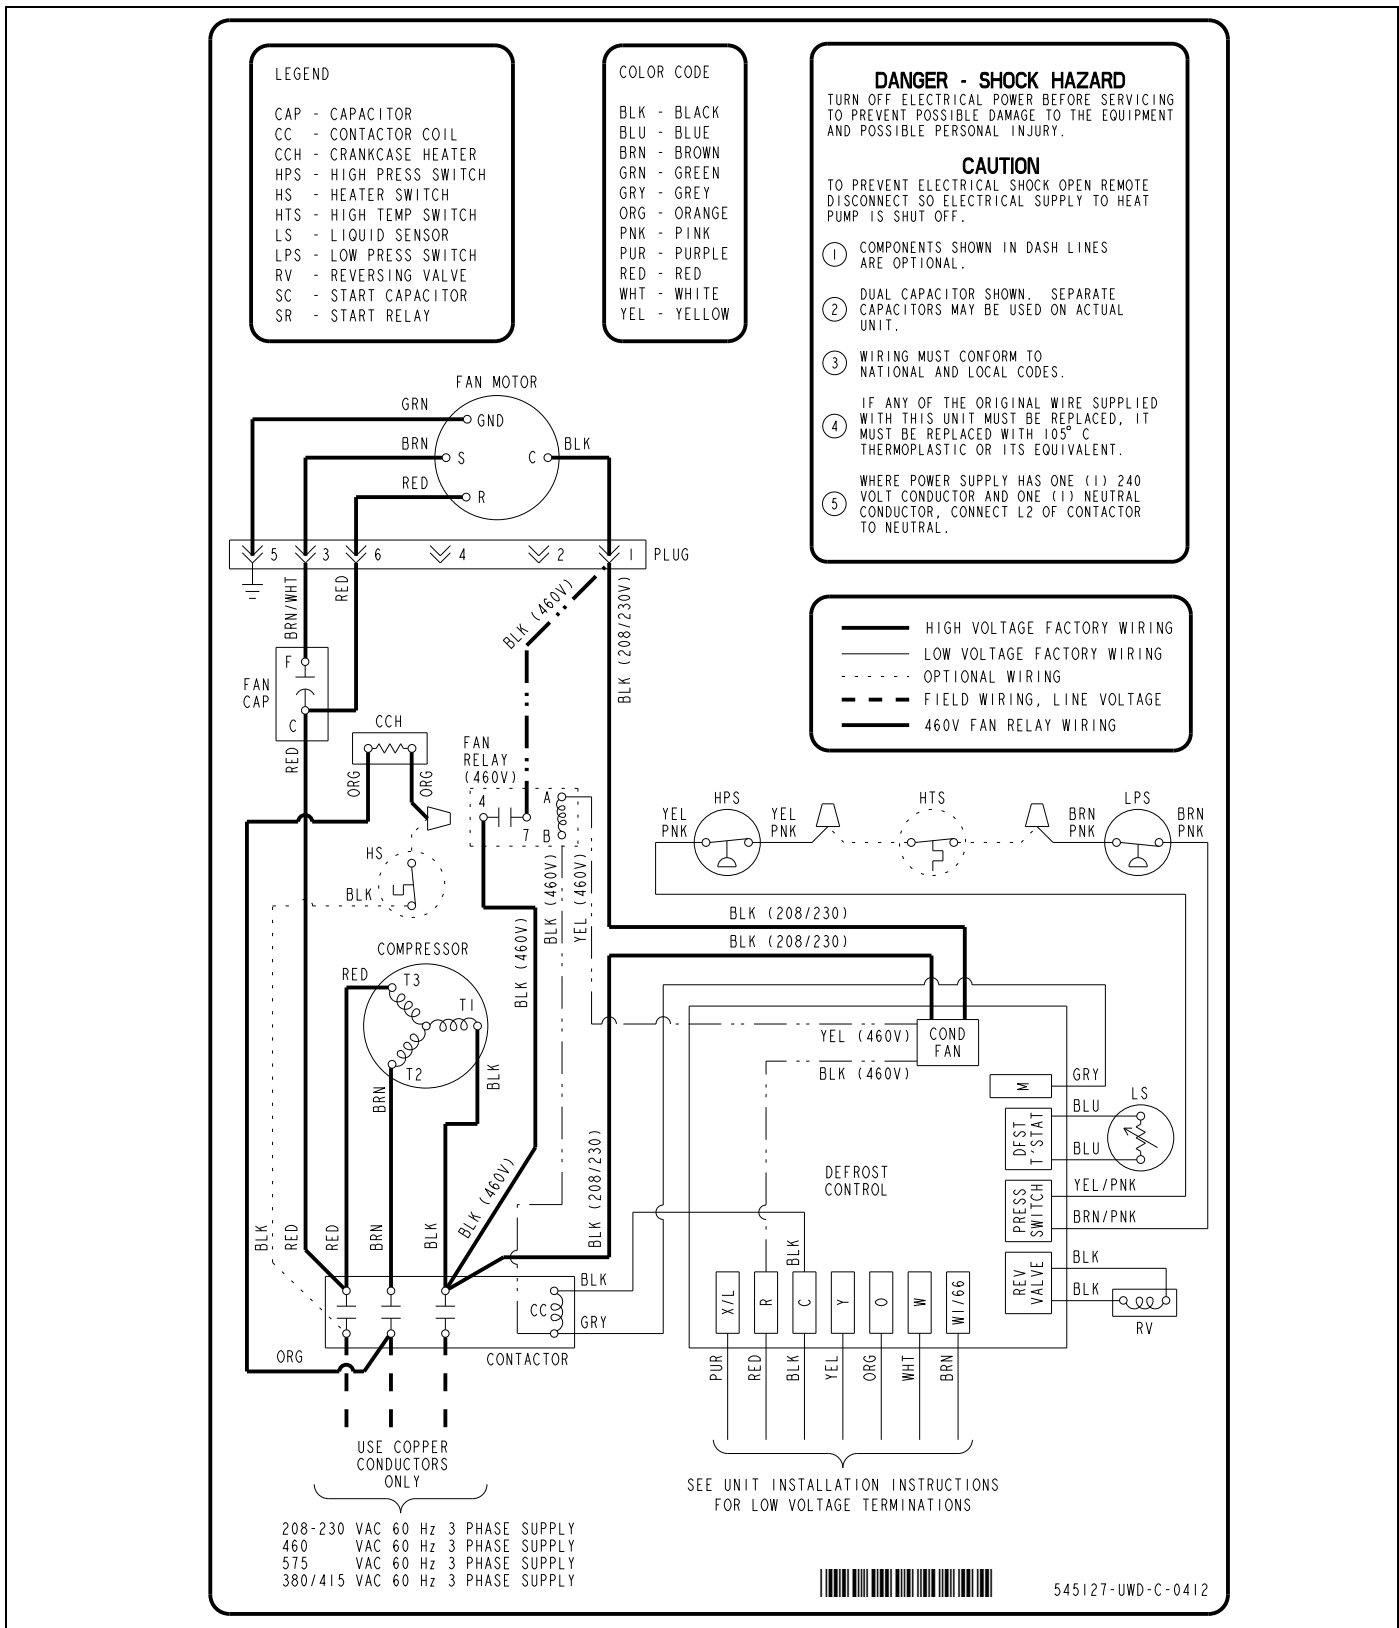 LEGEND
CAP - CAPACITOR
CC - CONTACTOR COIL
CCH - CRANKCASE HEATER
HPS - HIGH PRESS SWITCH
HS - HEATER SWITCH
HTS - HIGH TEMP SWITCH
LS - LIQUID SENSOR
LPS - LOW PRESS SWITCH
RV - REVERSING VALVE
SC - START CAPACITOR
SR - START RELAY
COLOR CODE
BLK - BLACK
BLU - BLUE
BRN - BROWN
GRN - GREEN
GRY - GREY
ORG - ORANGE
PNK - PINK
PUR - PURPLE
RED - RED
WHT - WHITE
YEL - YELLOW
DANGER - SHOCK HAZARD
TURN OFF ELECTRICAL POWER BEFORE SERVICING
TO PREVENT POSSIBLE DAMAGE TO THE EQUIPMENT
AND POSSIBLE PERSONAL INJURY.
CAUTION
TO PREVENT ELECTRICAL SHOCK OPEN REMOTE
DISCONNECT SO ELECTRICAL SUPPLY TO HEAT
PUMP IS SHUT OFF.
1 COMPONENTS SHOWN IN DASH LINES
ARE OPTIONAL.
2 DUAL CAPACITOR SHOWN. SEPARATE
CAPACITORS MAY BE USED ON ACTUAL
UNIT.
3 WIRING MUST CONFORM TO
NATIONAL AND LOCAL CODES.
4 IF ANY OF THE ORIGINAL WIRE SUPPLIED
WITH THIS UNIT MUST BE REPLACED, IT
MUST BE REPLACED WITH 105° C
THERMOPLASTIC OR ITS EQUIVALENT.
5 WHERE POWER SUPPLY HAS ONE (1) 240
VOLT CONDUCTOR AND ONE (1) NEUTRAL
CONDUCTOR, CONNECT L2 OF CONTACTOR
TO NEUTRAL.
HIGH VOLTAGE FACTORY WIRING
LOW VOLTAGE FACTORY WIRING
OPTIONAL WIRING
FIELD WIRING, LINE VOLTAGE
460V FAN RELAY WIRING
FAN MOTOR
GRN
GND
BRN
S
C
BLK
RED
R
5
3
6
4
2
1
PLUG
BRN/WHT
RED
BLK (460V)
BLK (208/230V)
F
FAN
CAP
C
RED
CCH
ORG
ORG
FAN
RELAY
(460V)
4
7
A
B
HS
BLK
BLK (460V)
BLK (460V)
YEL (460V)
HPS
YEL
PNK
YEL
PNK
HTS
LPS
BRN
PNK
BRN
PNK
BLK (208/230)
BLK (208/230)
COMPRESSOR
RED
T3
T1
T2
BRN
BLK
YEL (460V)
BLK (460V)
COND
FAN
M
GRY
LS
DFST
T'STAT
BLU
BLU
DEFROST
CONTROL
PRESS
SWITCH
YEL/PNK
BRN/PNK
REV
VALVE
BLK
BLK
RV
BLK
RED
RED
BRN
BLK
BLK (460V)
BLK (208/230)
CC
BLK
GRY
CONTACTOR
ORG
BLK
X/L
R
C
Y
O
W
W1/66
PUR
RED
BLK
YEL
ORG
WHT
BRN
USE COPPER
CONDUCTORS
ONLY
SEE UNIT INSTALLATION INSTRUCTIONS
FOR LOW VOLTAGE TERMINATIONS
208-230 VAC 60 Hz 3 PHASE SUPPLY
460 VAC 60 Hz 3 PHASE SUPPLY
575 VAC 60 Hz 3 PHASE SUPPLY
380/415 VAC 60 Hz 3 PHASE SUPPLY
545127-UWD-C-0412